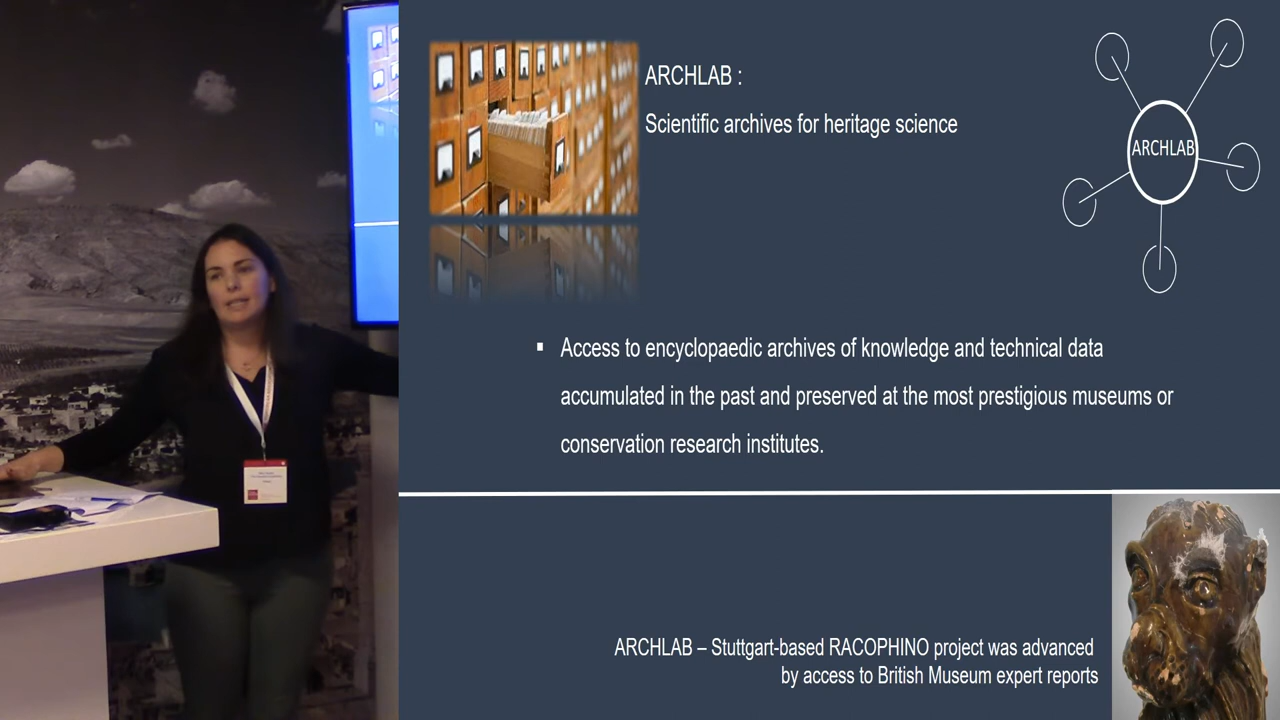 ARCHLAB :
Scientific archives for heritage science
ARCHLAB
▪ Access to encyclopaedic archives of knowledge and technical data
accumulated in the past and preserved at the most prestigious museums or
conservation research institutes.
ARCHLAB – Stuttgart-based RACOPHINO project was advanced
by access to British Museum expert reports